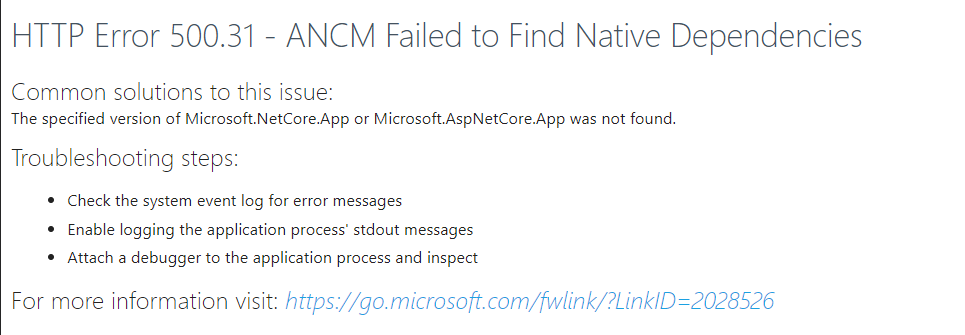 HTTP Error 500.31 - ANCM Failed to Find Native Dependencies
Common solutions to this issue:
The specified version of Microsoft.NetCore.App or Microsoft.AspNetCore.App was not found.
Troubleshooting steps:
• Check the system event log for error messages
• Enable logging the application process' stdout messages
• Attach a debugger to the application process and inspect
For more information visit: https://go.microsoft.com/fwlink/?LinkID=2028526